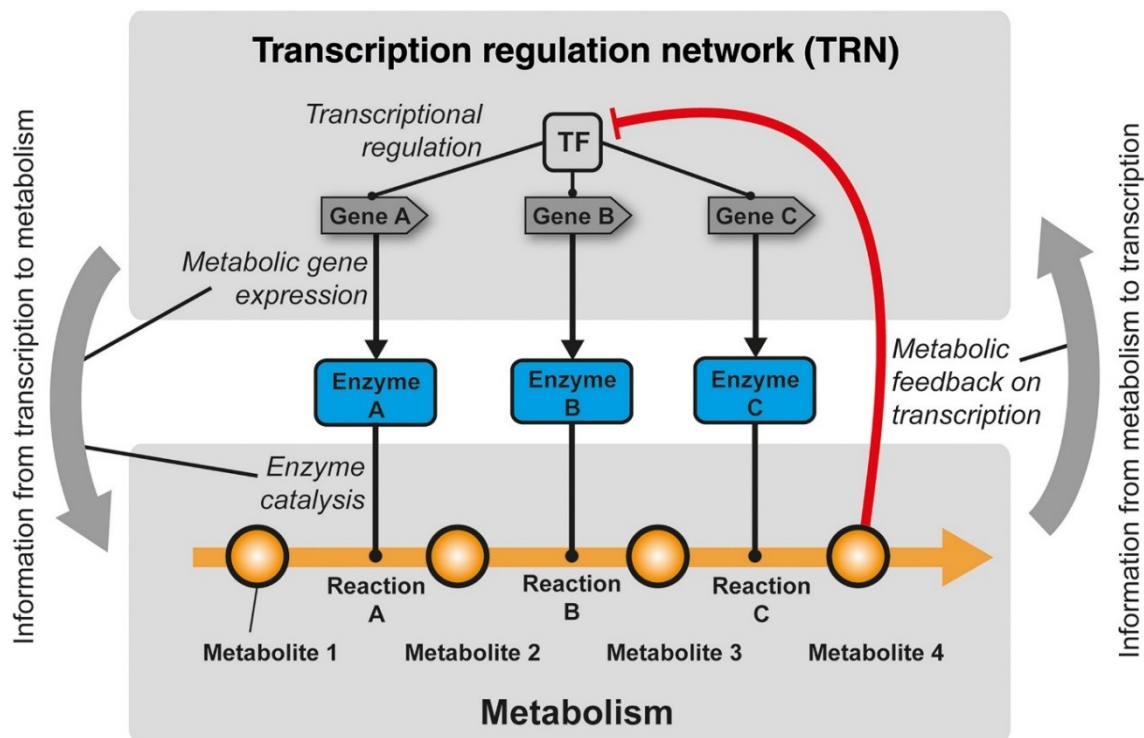 Transcription regulation network (TRN)
Transcriptional
regulation
TF
Gene A
Gene B
Gene C
Metabolic gene
expression
Enzyme
A
Enzyme
B
Enzyme
C
Metabolic
feedback on
transcription
Enzyme
catalysis
Reaction
A
Reaction
B
Reaction
C
Metabolite 1
Metabolite 2
Metabolite 3
Metabolite 4
Metabolism
Information from transcription to metabolism
Information from metabolism to transcription